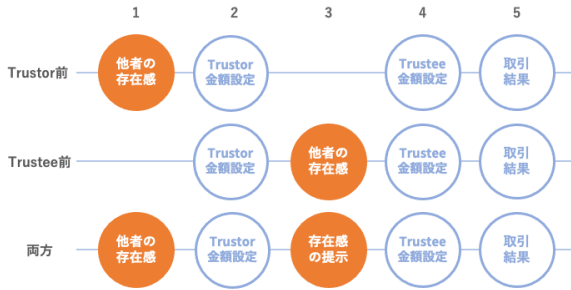 1 2 3 4 5
Trustor前
他者の
存在感
Trustor
金額設定
Trustee
金額設定
取引
結果
Trustee前
Trustor
金額設定
他者の
存在感
Trustee
金額設定
取引
結果
両方
他者の
存在感
Trustor
金額設定
存在感
の提示
Trustee
金額設定
取引
結果